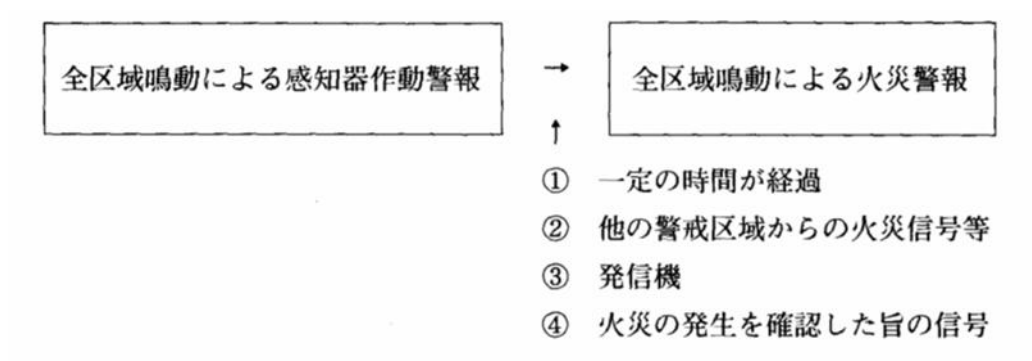 全区域鳴動による感知器作動警報 → 全区域鳴動による火災警報
↑
① 一定の時間が経過
② 他の警戒区域からの火災信号等
③ 発信機
④ 火災の発生を確認した旨の信号